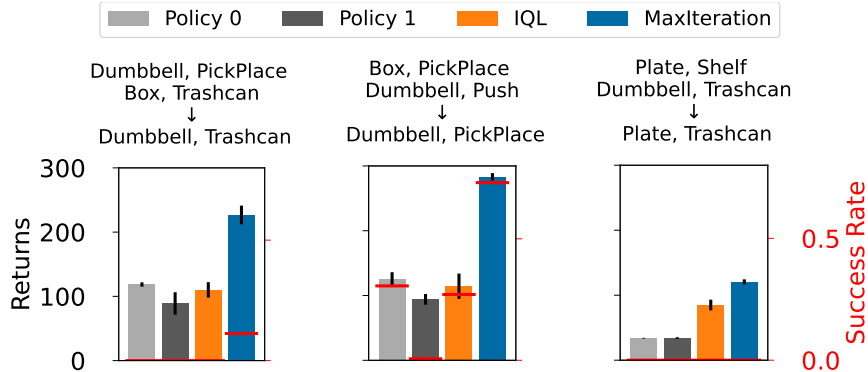 Policy 0 Policy 1 IQL MaxIteration
Dumbbell, PickPlace
Box, Trashcan
↓
Dumbbell, Trashcan
Box, PickPlace
Dumbbell, Push
↓
Dumbbell, PickPlace
Plate, Shelf
Dumbbell, Trashcan
↓
Plate, Trashcan
Returns
300
200
100
0
0.5
0.0
Success Rate